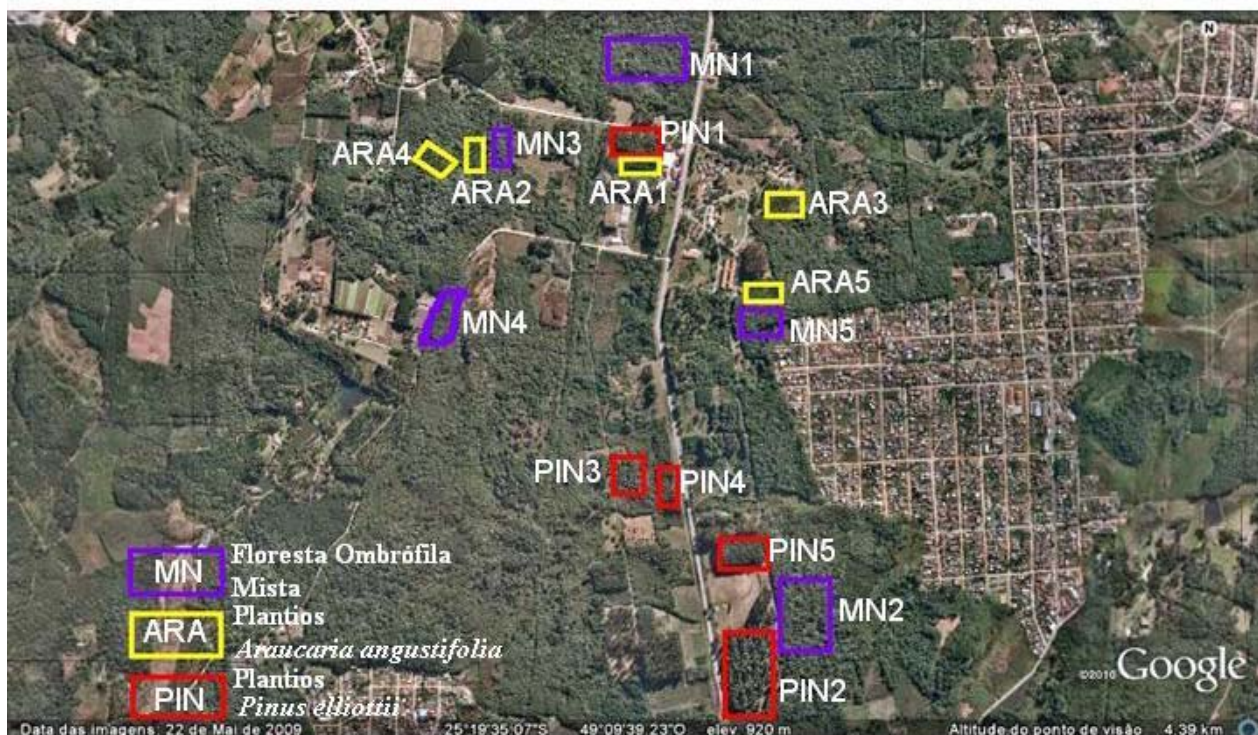 N
MN1
PIN1
MN3
ARA4
ARA2
ARA1
ARA3
ARA5
MN4
MN5
PIN3
PIN4
PIN5
MN2
PIN2
MN Floresta Ombrófila
Mista
ARA Plantios
Araucaria angustifolia
PIN Plantios
Pinus elliottii
©2010 Google
Data das imagens: 22 de Mai de 2009 25°19'35.07"S 49°09'39.23"O elev 920 m Altitude do ponto de visão 4.39 km